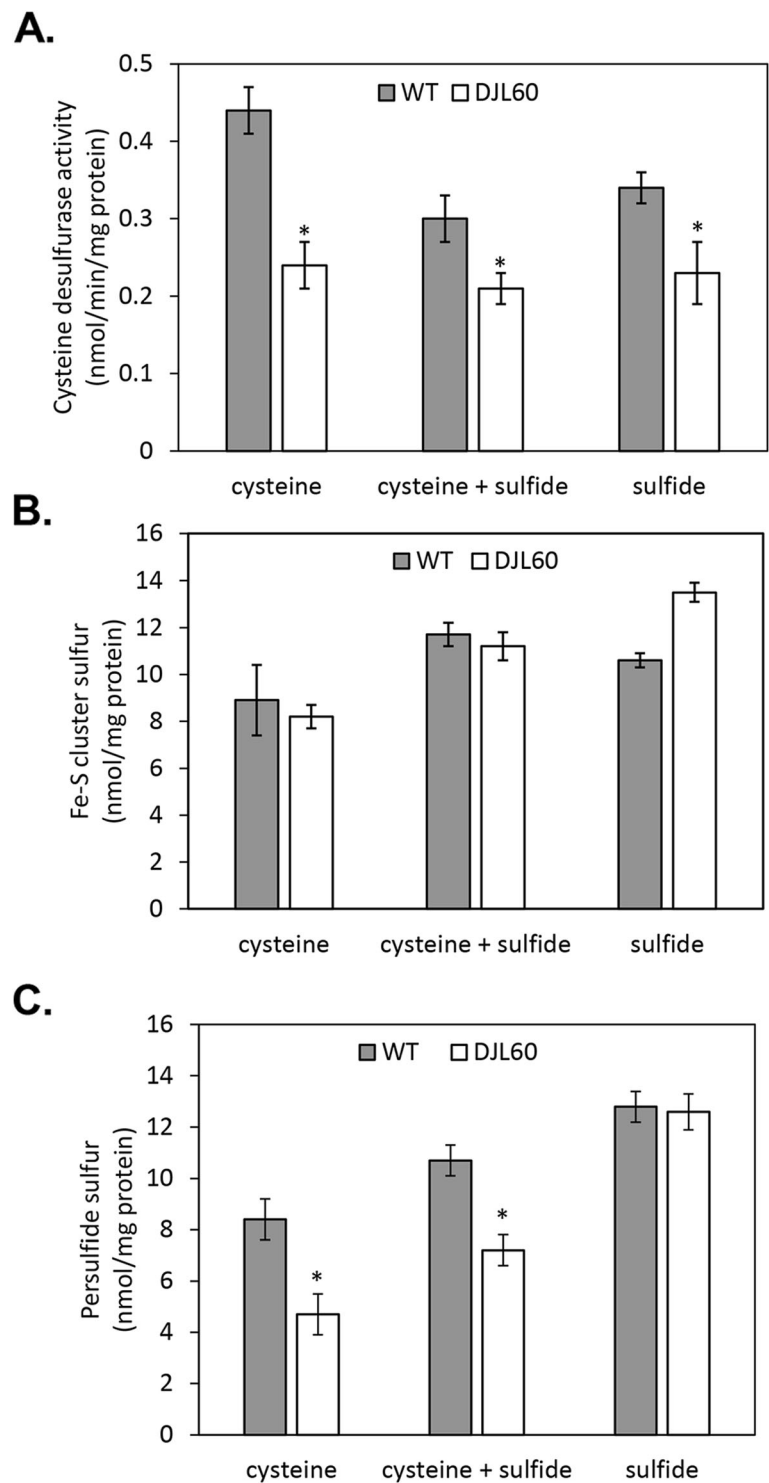 A.
Cysteine desulfurase activity
(nmol/min/mg protein)
0.5
0.4
0.3
0.2
0.1
0
WT DJL60
*
*
*
cysteine cysteine + sulfide sulfide
B.
Fe-S cluster sulfur
(nmol/mg protein)
16
14
12
10
8
6
4
2
0
WT DJL60
cysteine cysteine + sulfide sulfide
C.
Persulfide sulfur
(nmol/mg protein)
16
14
12
10
8
6
4
2
0
WT DJL60
*
*
cysteine cysteine + sulfide sulfide